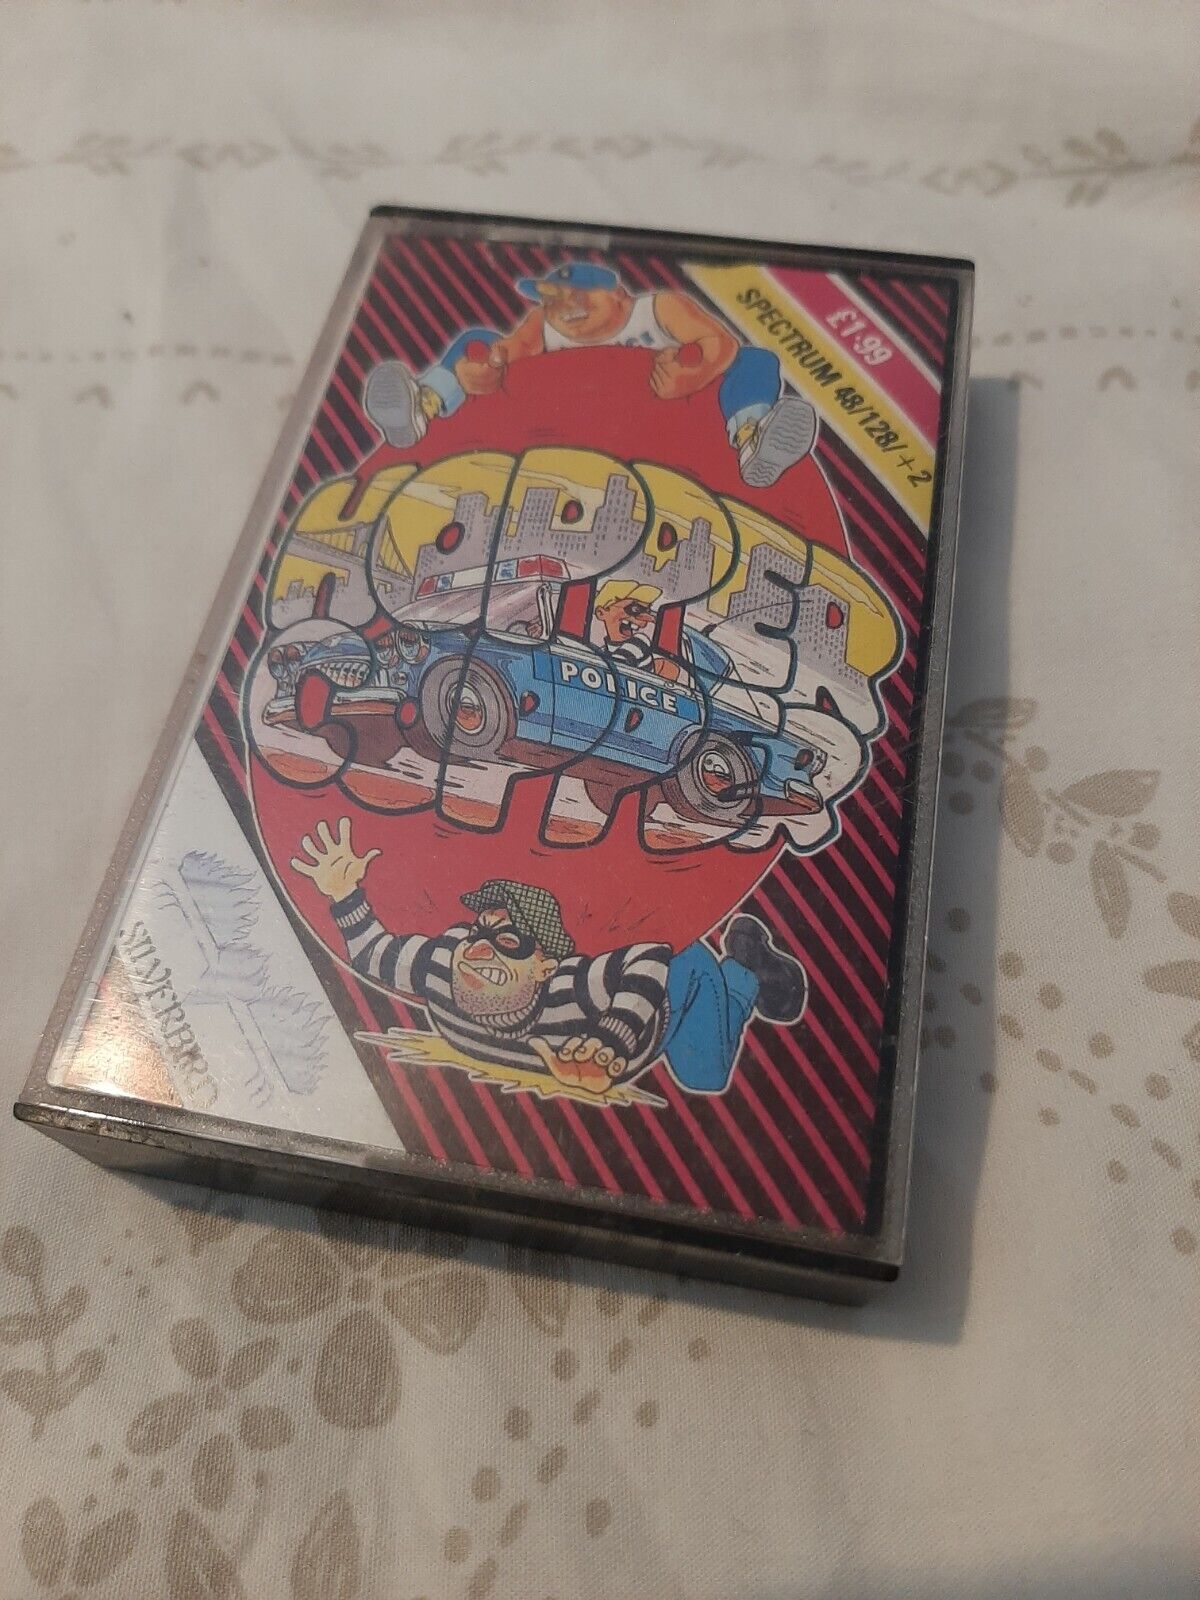 £1.99
SPECTRUM 48/128/+2
HOPPER
COPPER
POLICE
SILVERBIRD